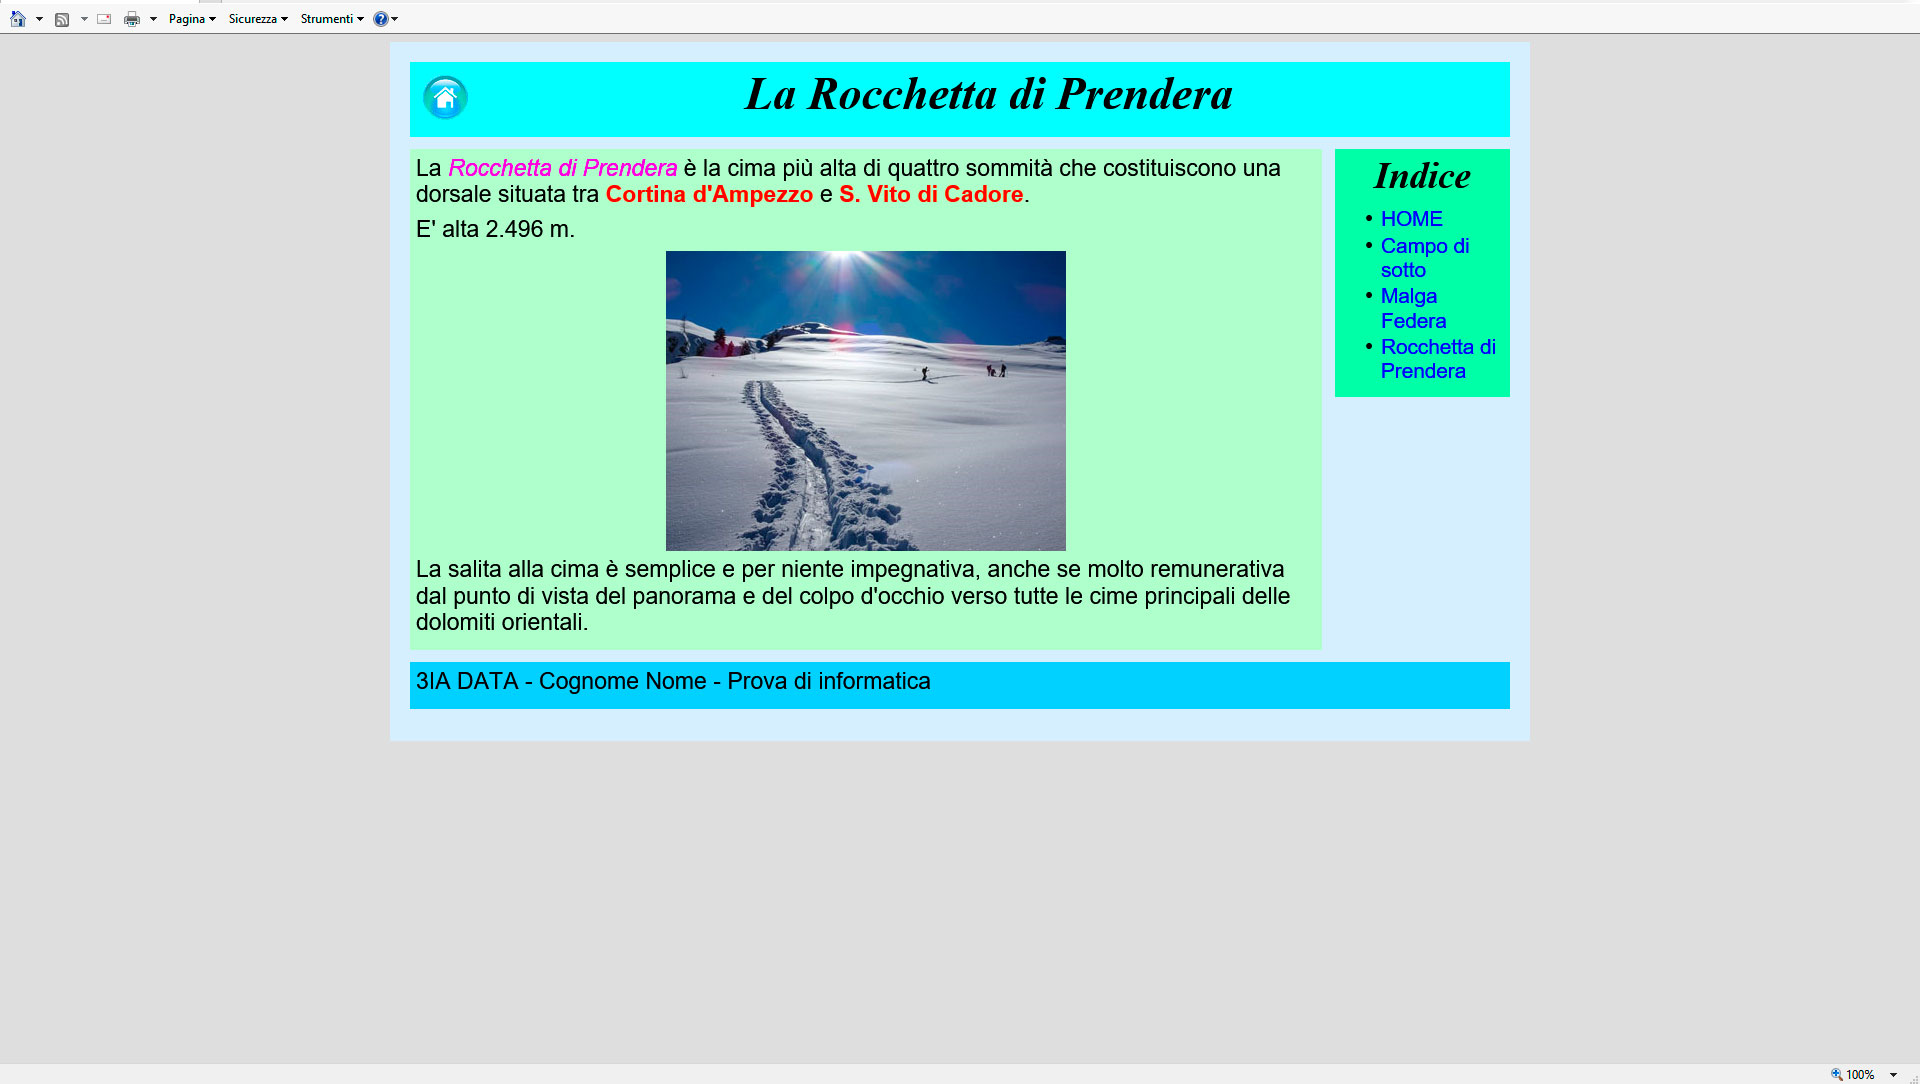 Pagina Sicurezza Strumenti
La Rocchetta di Prendera
La Rocchetta di Prendera è la cima più alta di quattro sommità che costituiscono una
dorsale situata tra Cortina d'Ampezzo e S. Vito di Cadore.
E' alta 2.496 m.
La salita alla cima è semplice e per niente impegnativa, anche se molto remunerativa
dal punto di vista del panorama e del colpo d'occhio verso tutte le cime principali delle
dolomiti orientali.
Indice
• HOME
• Campo di
sotto
• Malga
Federa
• Rocchetta di
Prendera
3IA DATA - Cognome Nome - Prova di informatica
100%